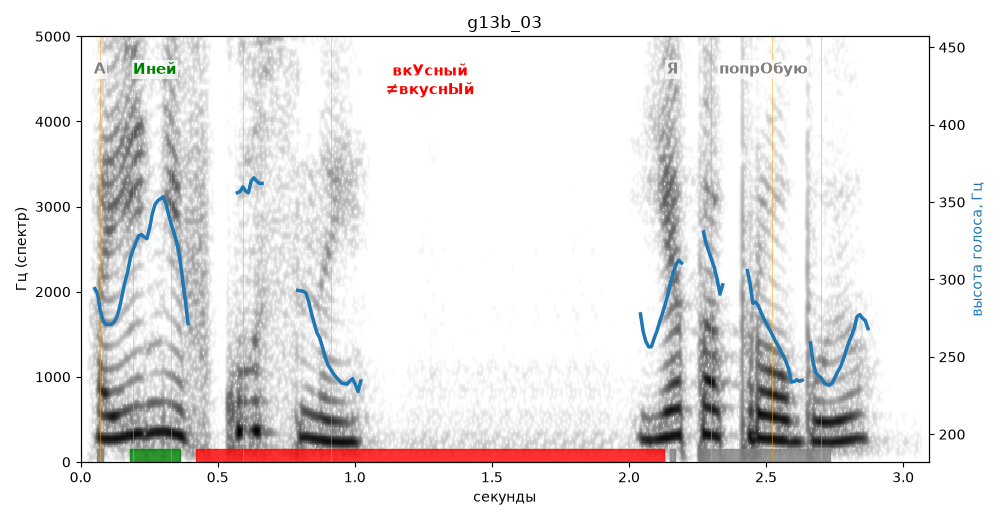 g13b_03
А Иней вкУсный Я попрОбую
≠вкуснЫй
Гц (спектр)
5000
4000
3000
2000
1000
0
450
400
350
300
250
200
высота голоса, Гц
0.0 0.5 1.0 1.5 2.0 2.5 3.0
секунды